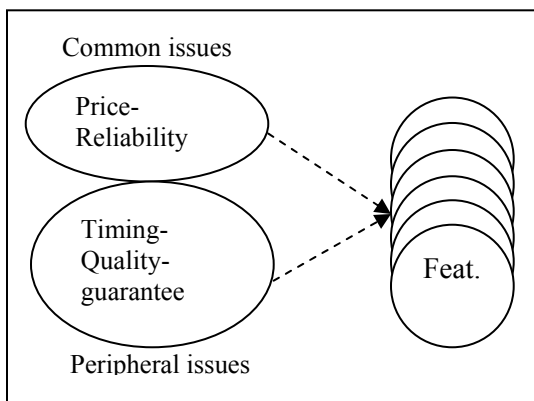 Common issues
Price-
Reliability
Timing-
Quality-
guarantee
Feat.
Peripheral issues